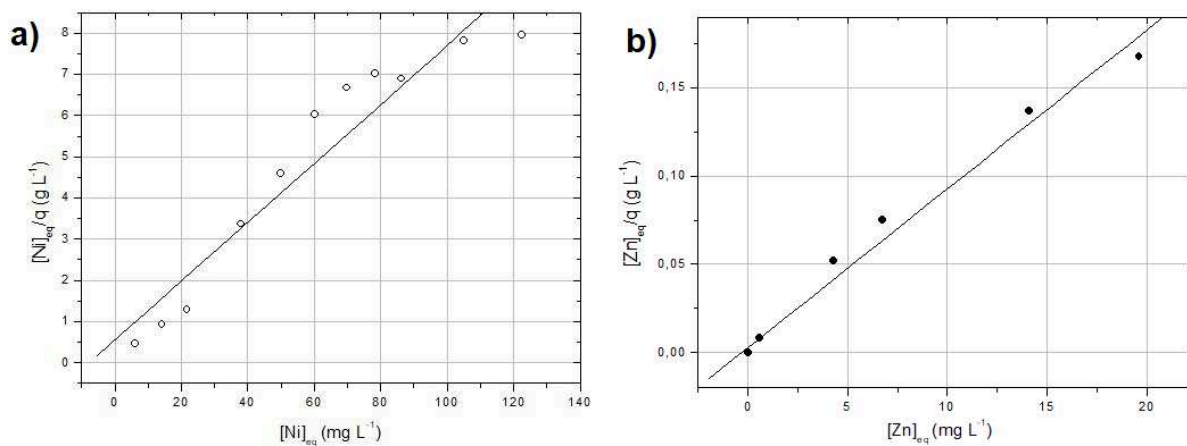 a)
[Ni]eq/q (g L-1)
8
7
6
5
4
3
2
1
0
0 20 40 60 80 100 120 140
[Ni]eq (mg L-1)
b)
[Zn]eq/q (g L-1)
0,15
0,10
0,05
0,00
0 5 10 15 20
[Zn]eq (mg L-1)